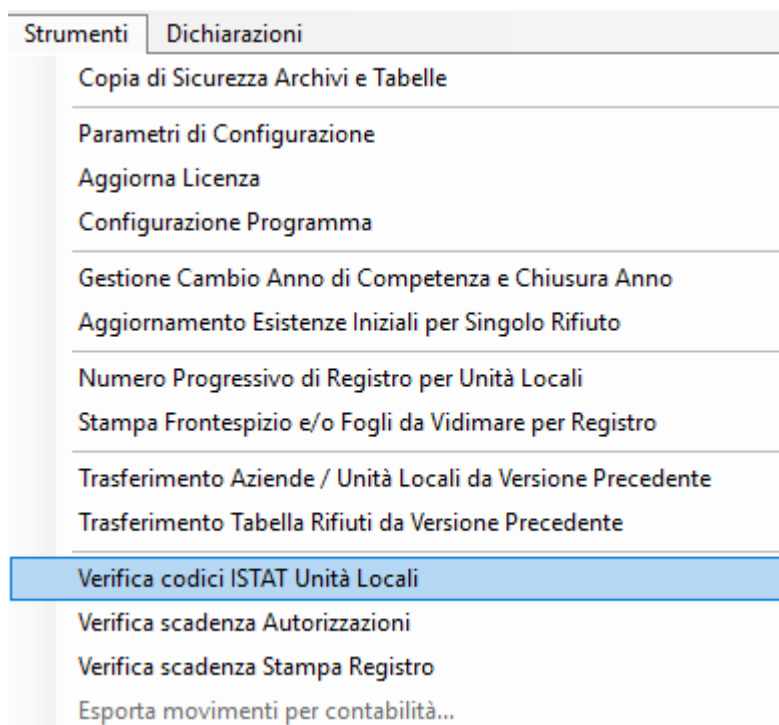 Strumenti Dichiarazioni
Copia di Sicurezza Archivi e Tabelle
Parametri di Configurazione
Aggiorna Licenza
Configurazione Programma
Gestione Cambio Anno di Competenza e Chiusura Anno
Aggiornamento Esistenze Iniziali per Singolo Rifiuto
Numero Progressivo di Registro per Unità Locali
Stampa Frontespizio e/o Fogli da Vidimare per Registro
Trasferimento Aziende / Unità Locali da Versione Precedente
Trasferimento Tabella Rifiuti da Versione Precedente
Verifica codici ISTAT Unità Locali
Verifica scadenza Autorizzazioni
Verifica scadenza Stampa Registro
Esporta movimenti per contabilità...